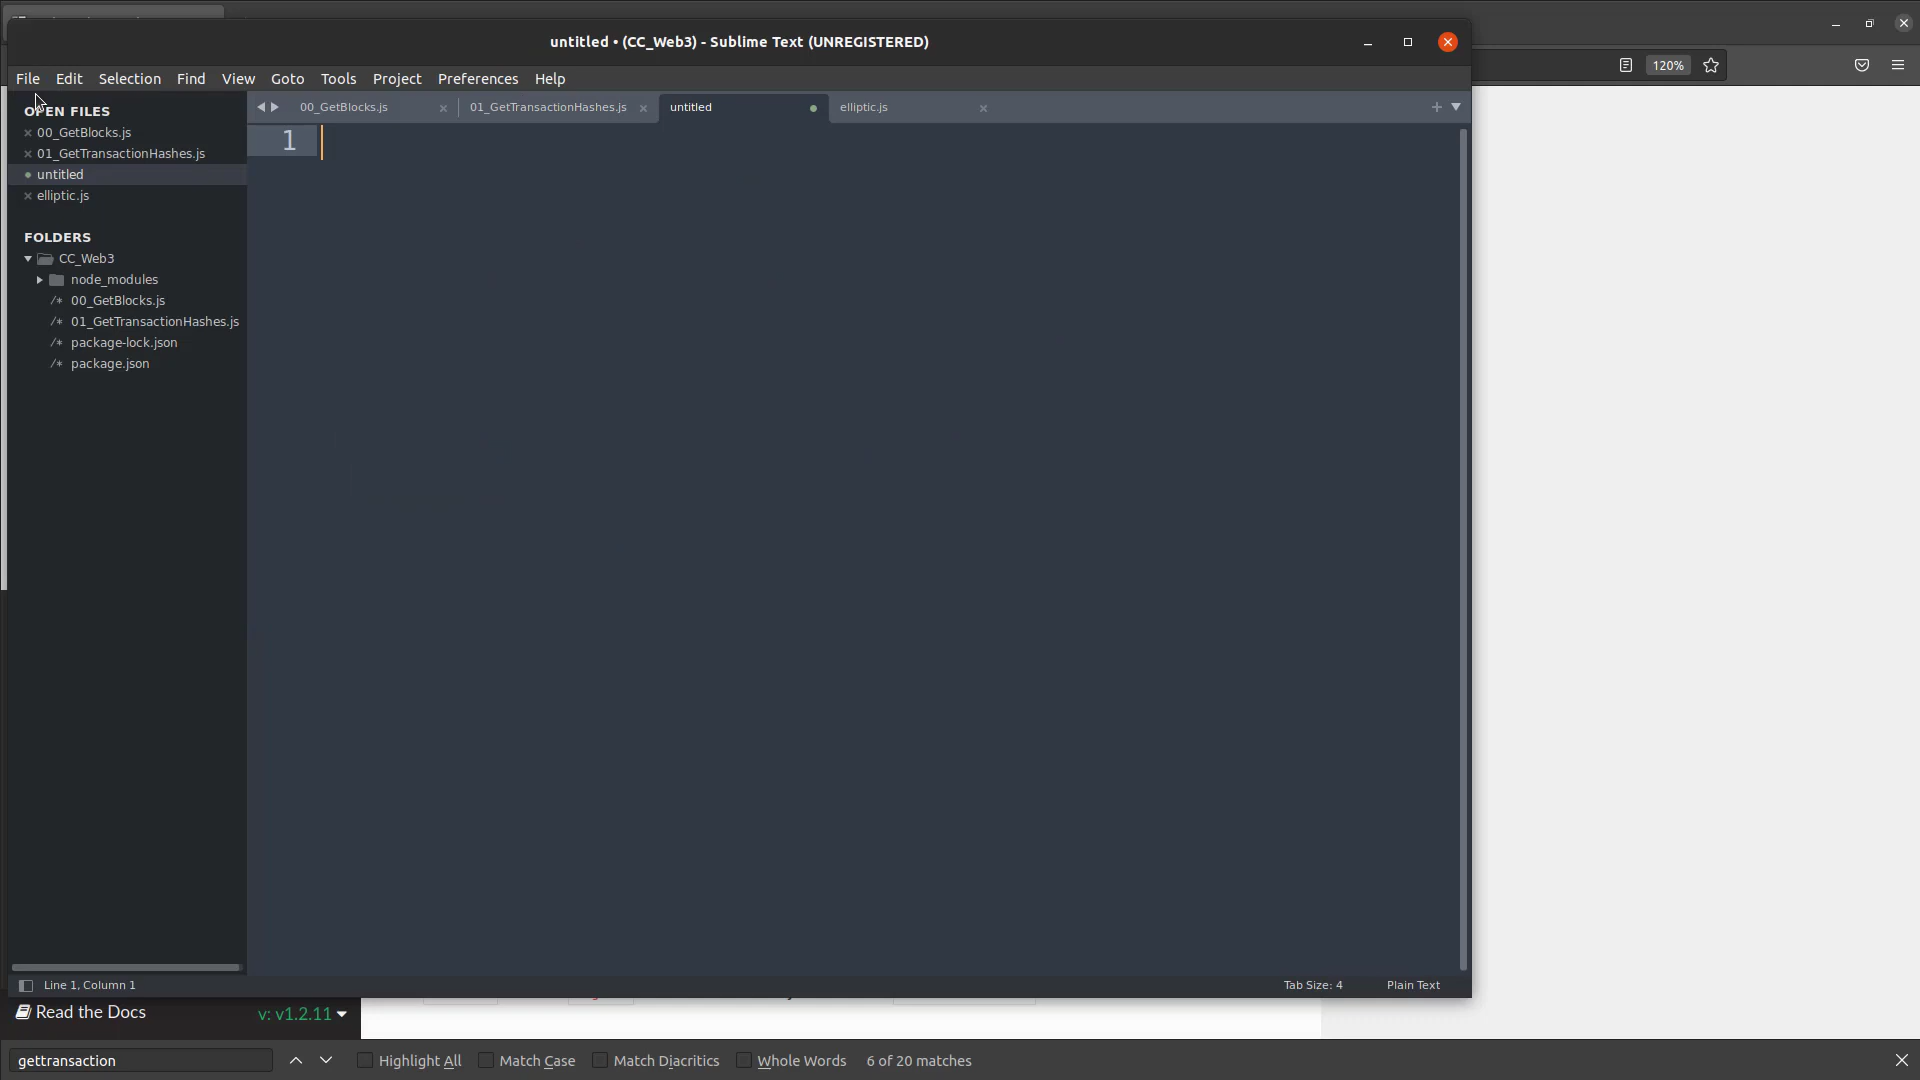 untitled • (CC_Web3) - Sublime Text (UNREGISTERED)
120%
File Edit Selection Find View Goto Tools Project Preferences Help
OPEN FILES
00_GetBlocks.js
01_GetTransactionHashes.js
untitled
elliptic.js
FOLDERS
CC_Web3
node_modules
/* 00_GetBlocks.js
/* 01_GetTransactionHashes.js
/* package-lock.json
/* package.json
00_GetBlocks.js 01_GetTransactionHashes.js untitled elliptic.js
1
Line 1, Column 1 Tab Size: 4 Plain Text
Read the Docs v: v1.2.11
gettransaction Highlight All Match Case Match Diacritics Whole Words 6 of 20 matches